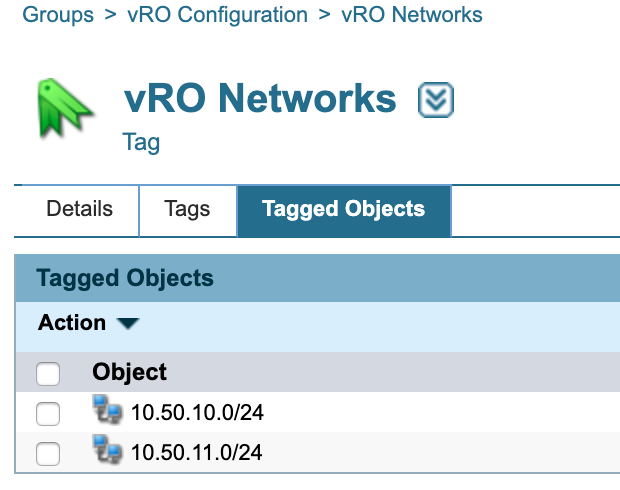 Groups > vRO Configuration > vRO Networks
vRO Networks
Tag
Details Tags Tagged Objects
Tagged Objects
Action
Object
10.50.10.0/24
10.50.11.0/24